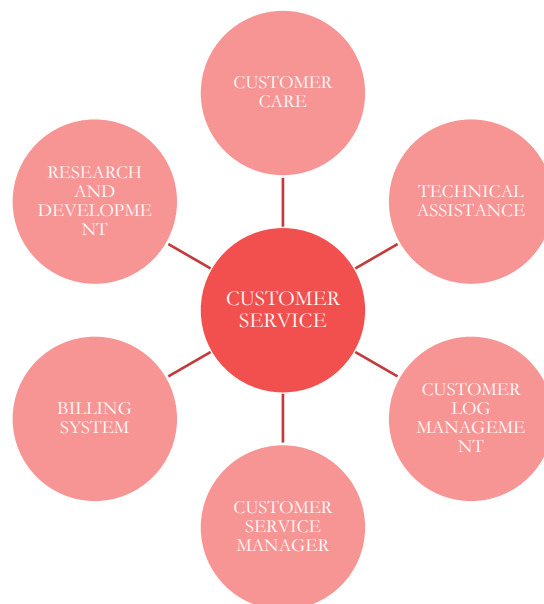 CUSTOMER
CARE
TECHNICAL
ASSISTANCE
CUSTOMER
LOG
MANAGEME
NT
CUSTOMER
SERVICE
MANAGER
BILLING
SYSTEM
RESEARCH
AND
DEVELOPME
NT
CUSTOMER
SERVICE